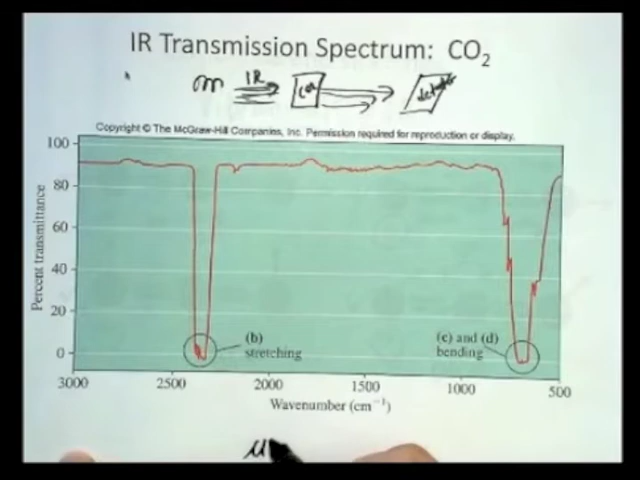 IR Transmission Spectrum: CO2
IR
CO2
Copyright © The McGraw-Hill Companies, Inc. Permission required for reproduction or display.
Percent transmittance
100
80
60
40
20
0
(b)
stretching
(c) and (d)
bending
3000 2500 2000 1500 1000 500
Wavenumber (cm⁻¹)